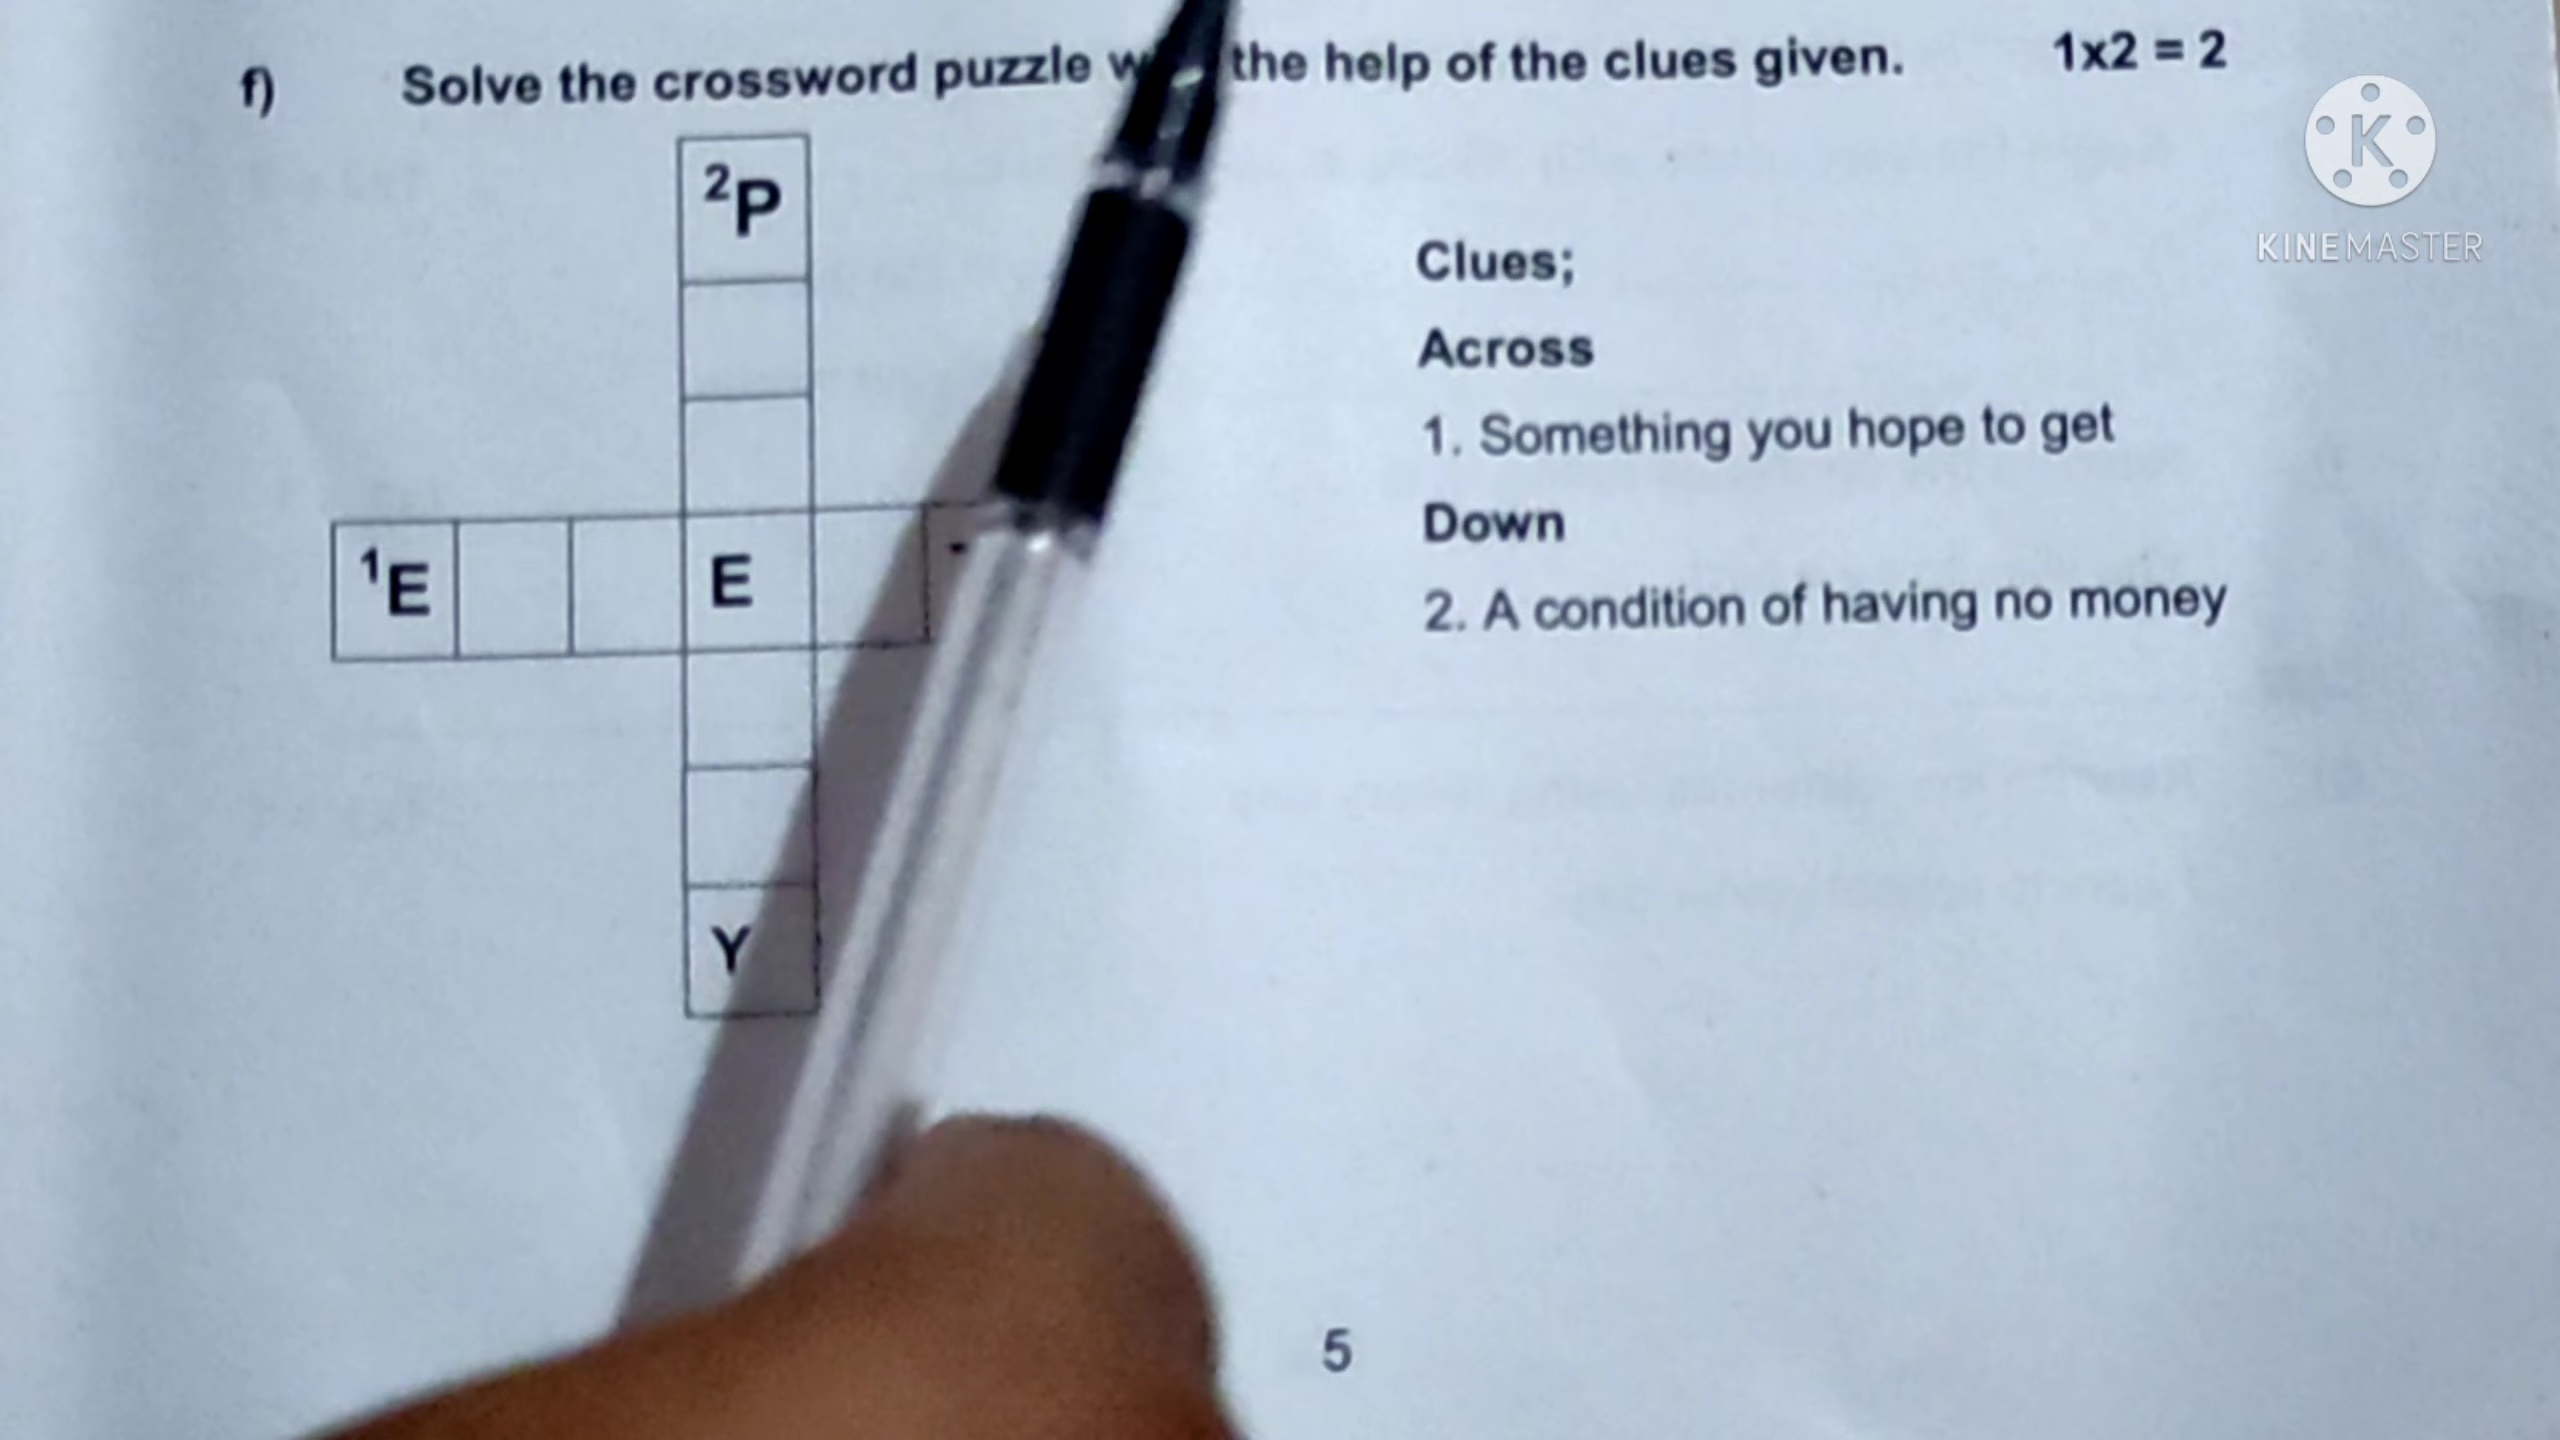 f) Solve the crossword puzzle the help of the clues given. 1x2 = 2
KINEMASTER
2P
Clues;
Across
1. Something you hope to get
Down
1E E
2. A condition of having no money
Y
5